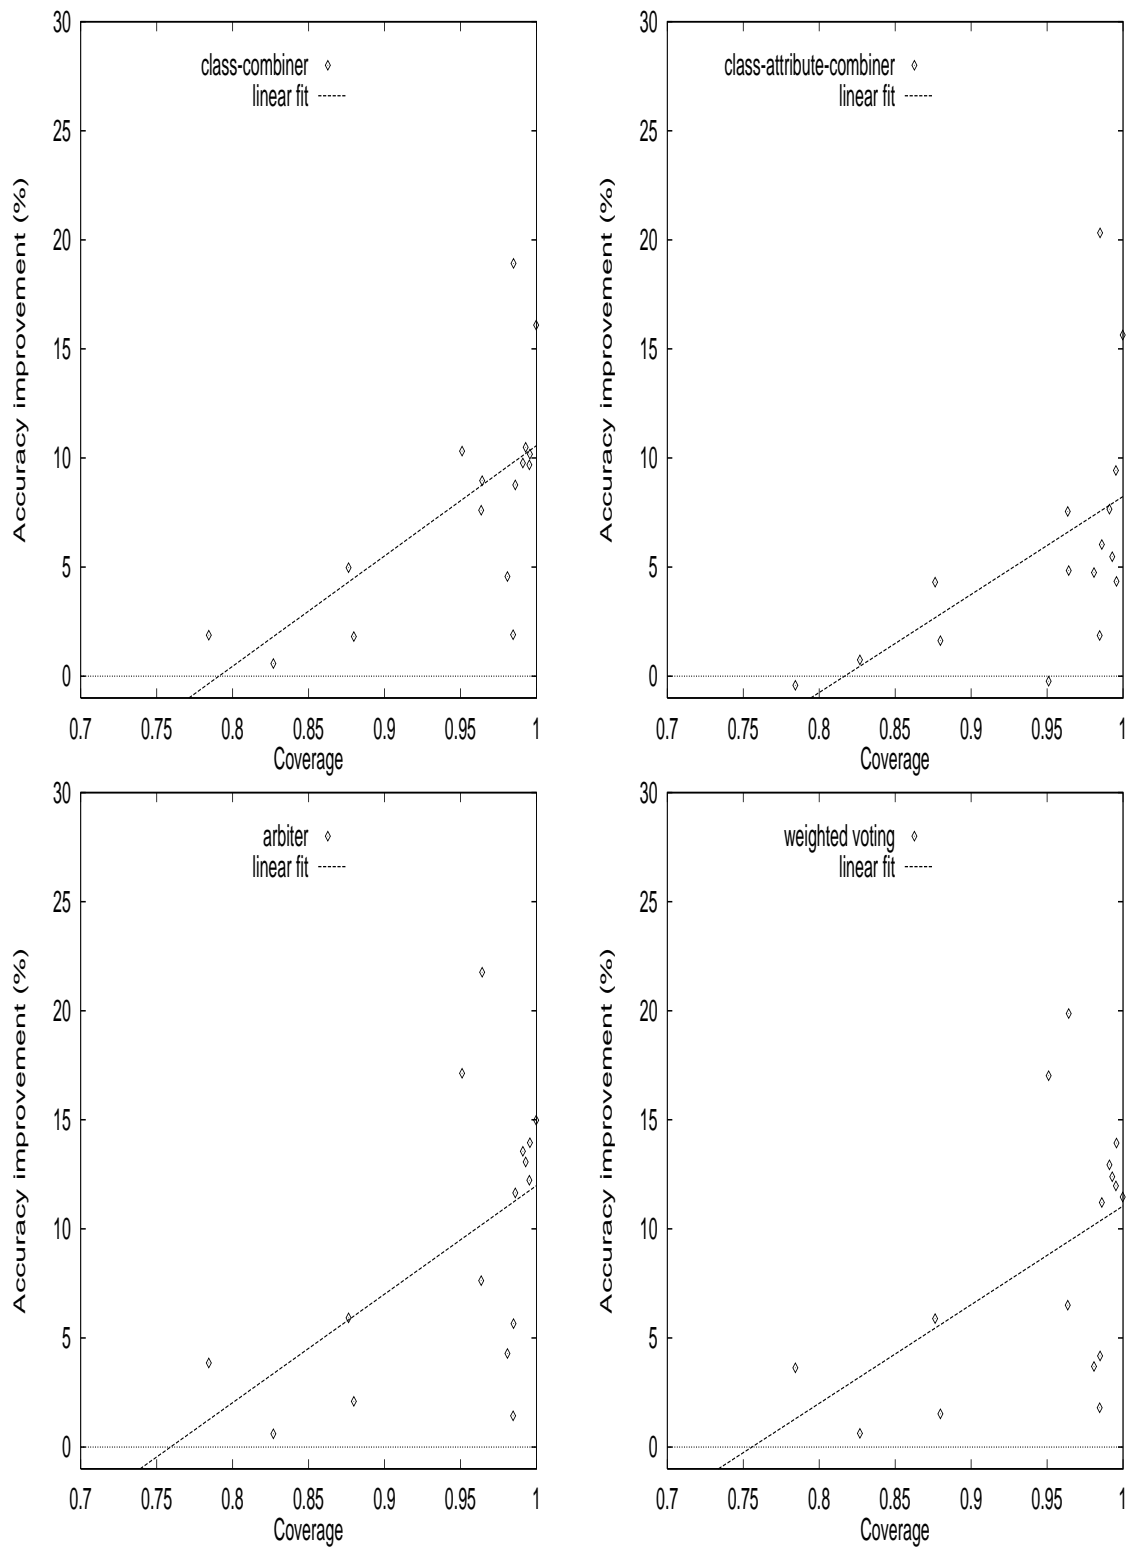 30
25
20
15
10
5
0
Accuracy improvement (%)
class-combiner
linear fit
0.7 0.75 0.8 0.85 0.9 0.95 1
Coverage
30
25
20
15
10
5
0
Accuracy improvement (%)
class-attribute-combiner
linear fit
0.7 0.75 0.8 0.85 0.9 0.95 1
Coverage
30
25
20
15
10
5
0
Accuracy improvement (%)
arbiter
linear fit
0.7 0.75 0.8 0.85 0.9 0.95 1
Coverage
30
25
20
15
10
5
0
Accuracy improvement (%)
weighted voting
linear fit
0.7 0.75 0.8 0.85 0.9 0.95 1
Coverage